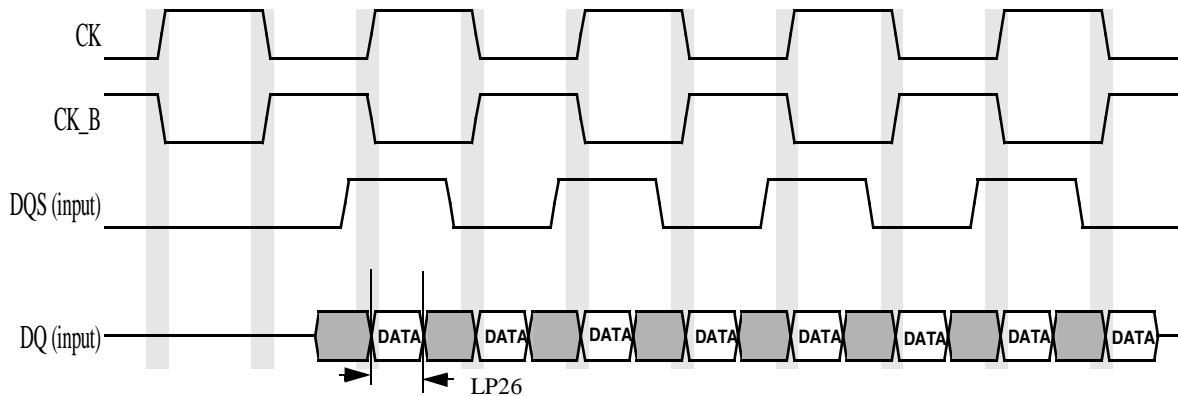 CK
CK_B
DQS (input)
DQ (input)
DATA DATA DATA DATA DATA DATA DATA DATA
LP26